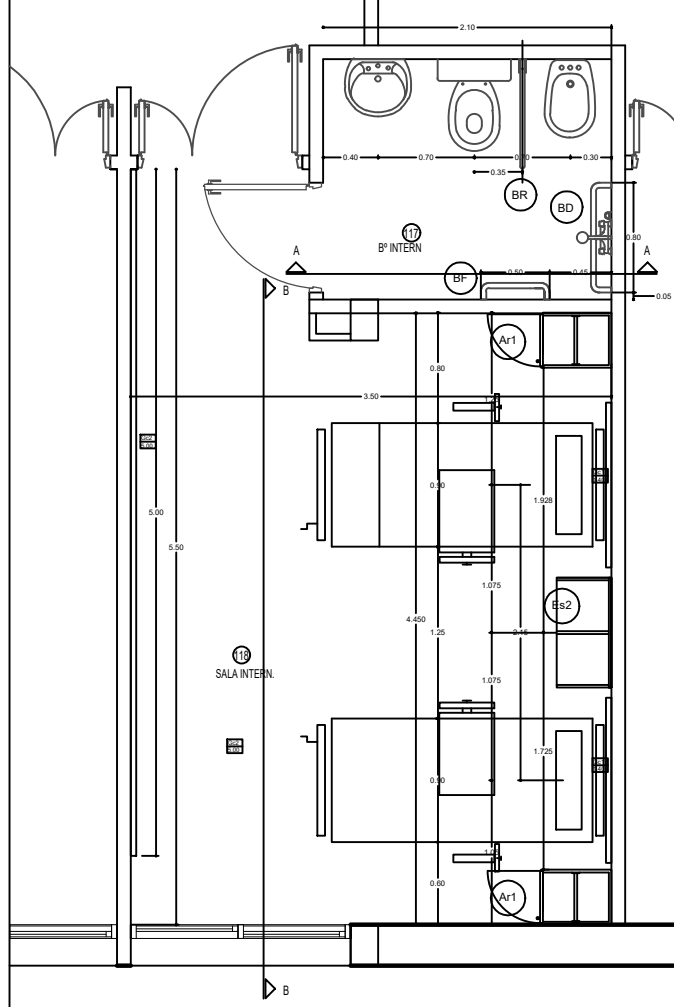 2.10
0.40
0.70
0.30
0.35
BR
BD
117
Bº INTERN
A
A
0.80
BF
0.50
0.45
B
0.05
Ar1
0.80
3.50
0.90
1.928
5.00
5.50
1.075
Es2
4.450
1.25
2.15
118
SALA INTERN.
1.075
1.725
0.90
0.60
Ar1
B